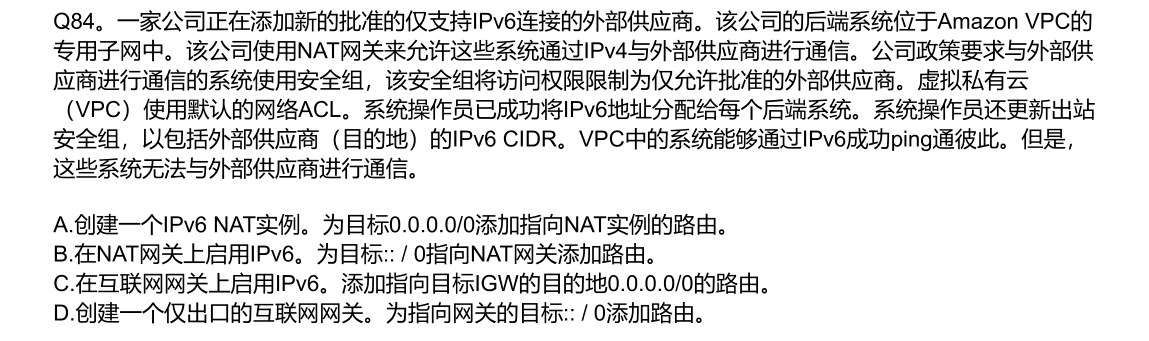 Q84。一家公司正在添加新的批准的仅支持IPv6连接的外部供应商。该公司的后端系统位于Amazon VPC的
专用子网中。该公司使用NAT网关来允许这些系统通过IPv4与外部供应商进行通信。公司政策要求与外部供
应商进行通信的系统使用安全组，该安全组将访问权限限制为仅允许批准的外部供应商。虚拟私有云
（VPC）使用默认的网络ACL。系统操作员已成功将IPv6地址分配给每个后端系统。系统操作员还更新出站
安全组，以包括外部供应商（目的地）的IPv6 CIDR。VPC中的系统能够通过IPv6成功ping通彼此。但是，
这些系统无法与外部供应商进行通信。
A.创建一个IPv6 NAT实例。为目标0.0.0.0/0添加指向NAT实例的路由。
B.在NAT网关上启用IPv6。为目标:: / 0指向NAT网关添加路由。
C.在互联网网关上启用IPv6。添加指向目标IGW的目的地0.0.0.0/0的路由。
D.创建一个仅出口的互联网网关。为指向网关的目标:: / 0添加路由。